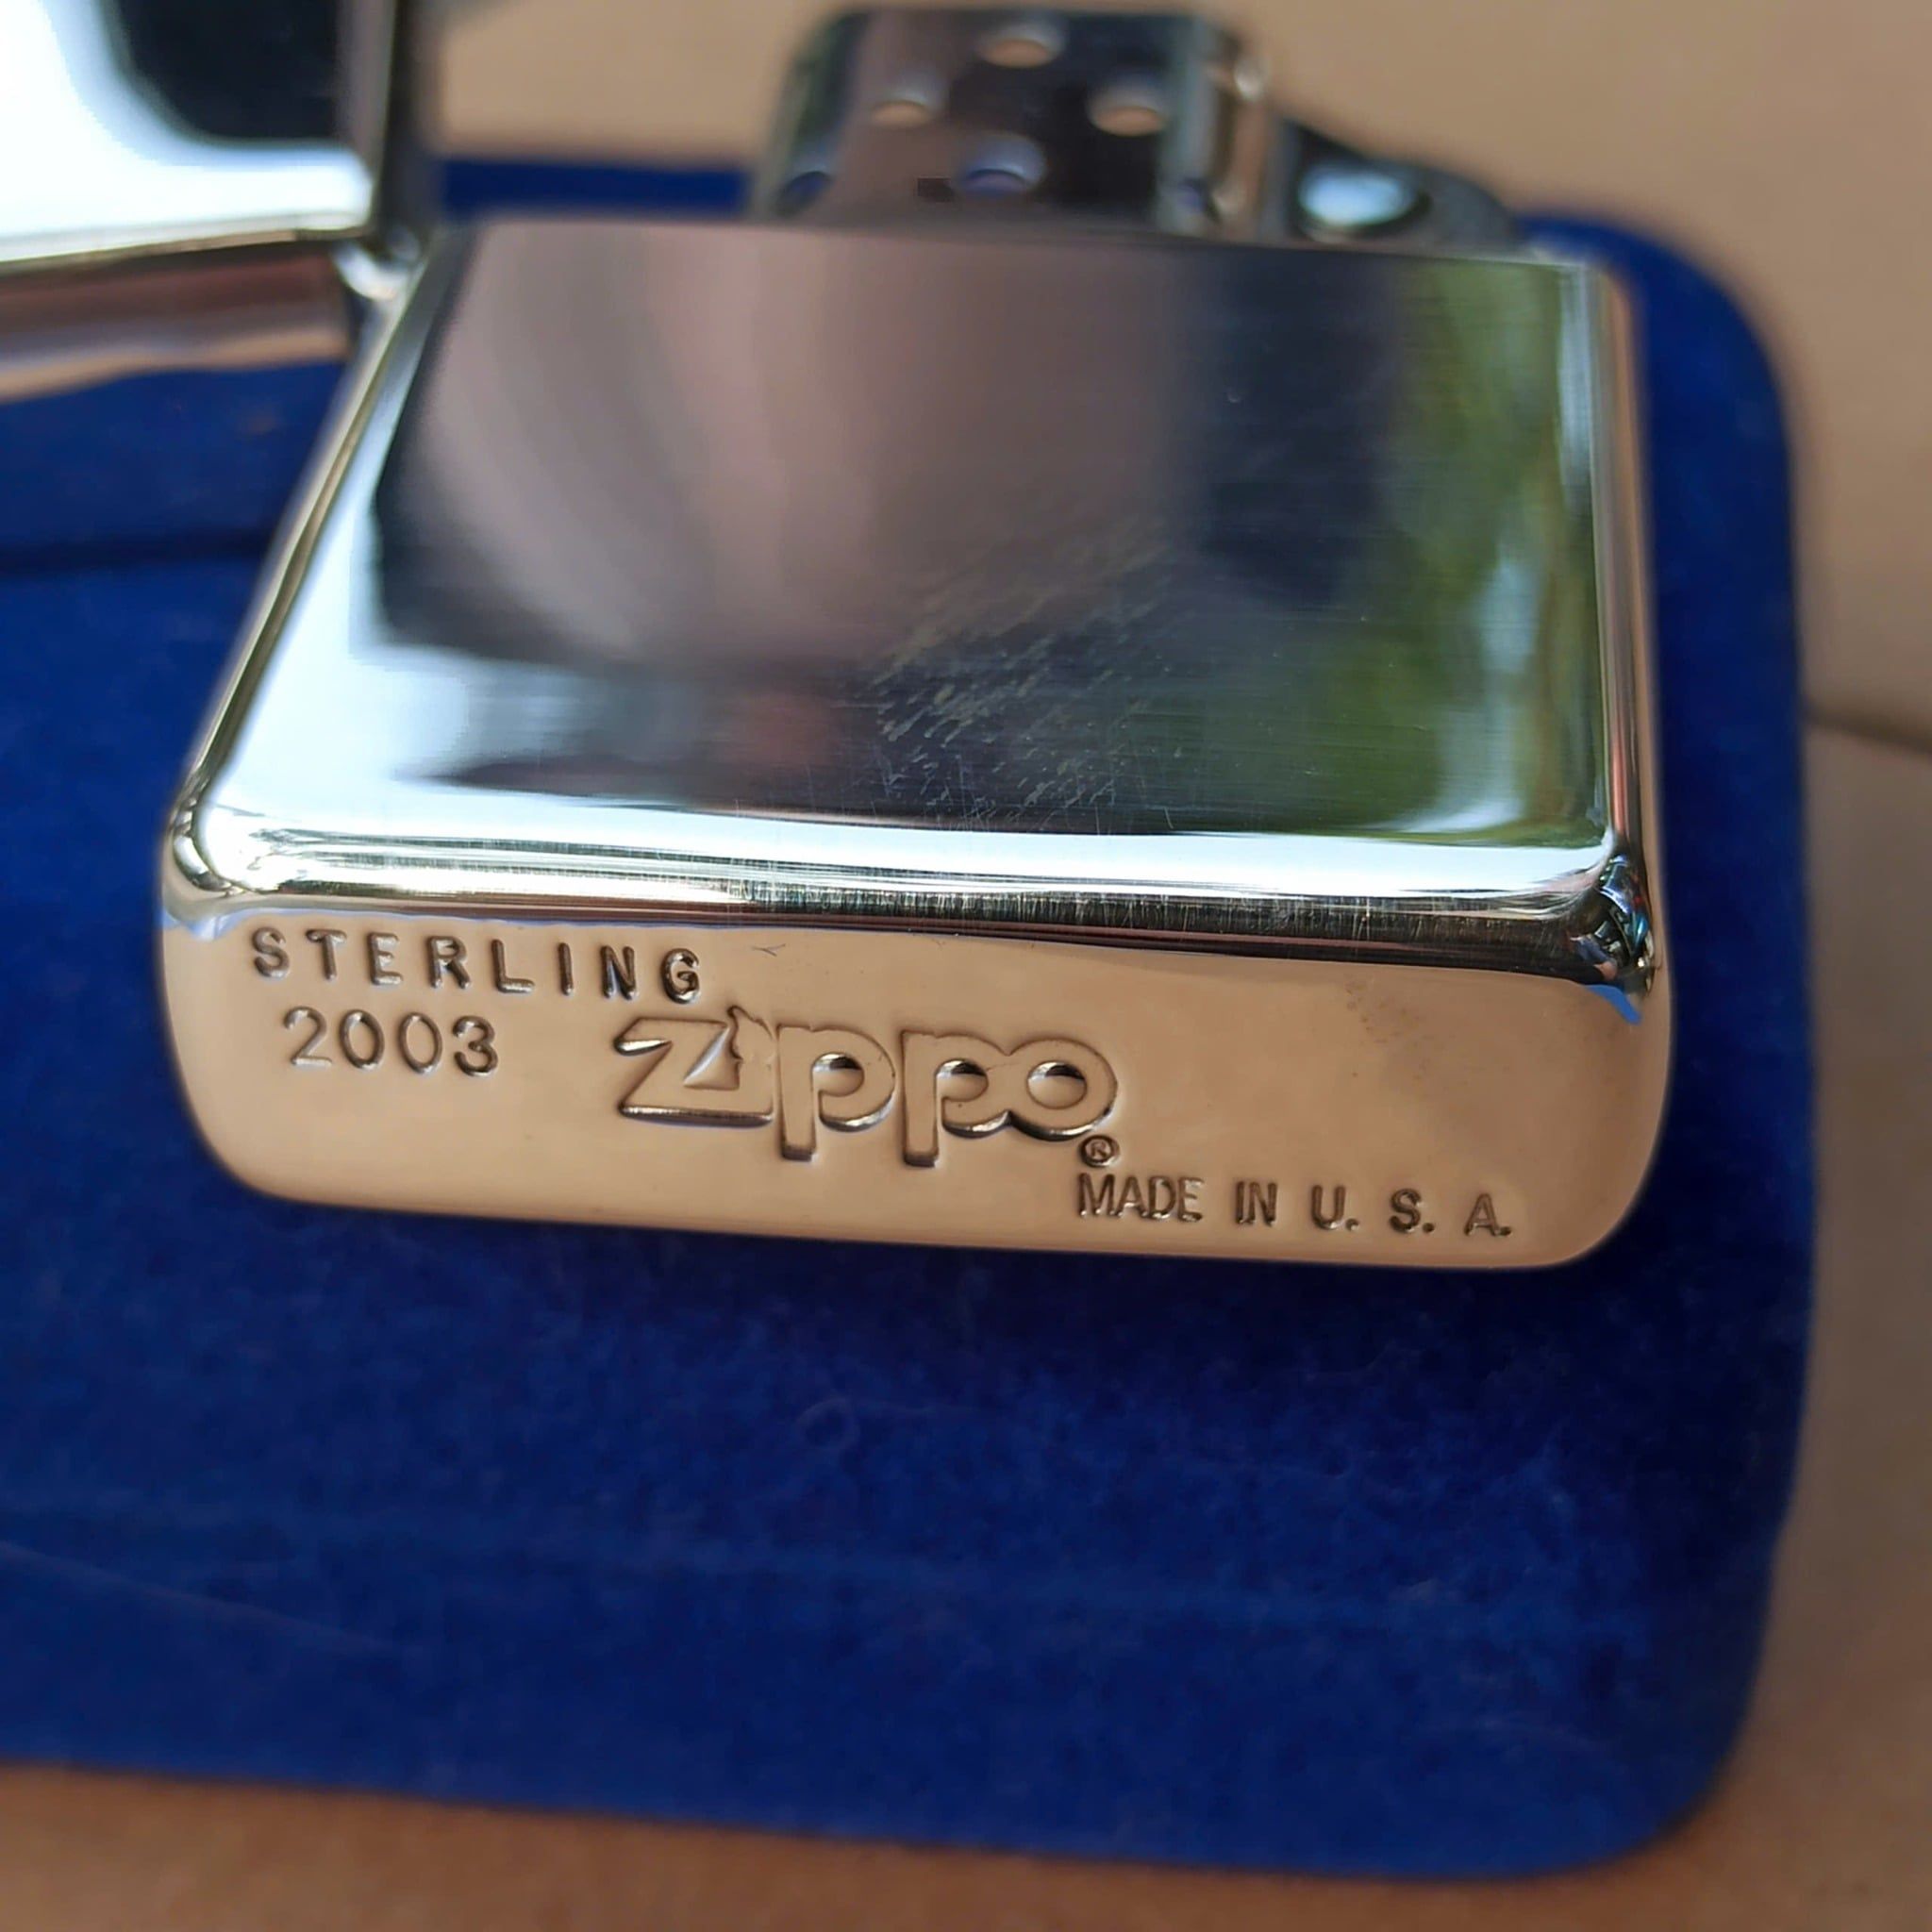 STERLING
2003
zippo®
MADE IN U. S. A.